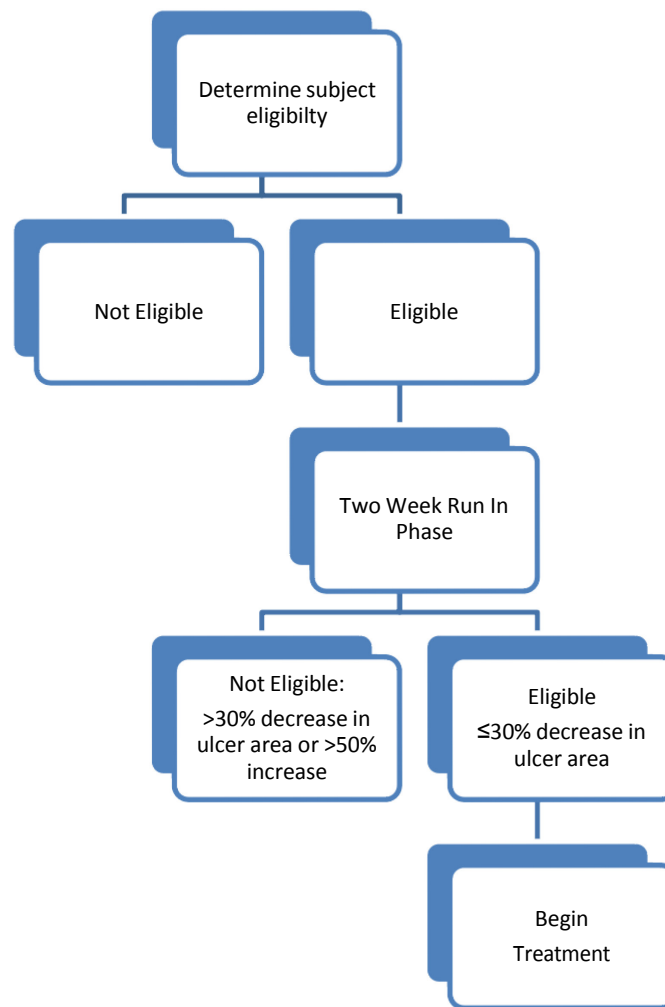 Determine subject
eligibilty
Not Eligible
Eligible
Two Week Run In
Phase
Not Eligible:
>30% decrease in
ulcer area or >50%
increase
Eligible
≤30% decrease in
ulcer area
Begin
Treatment